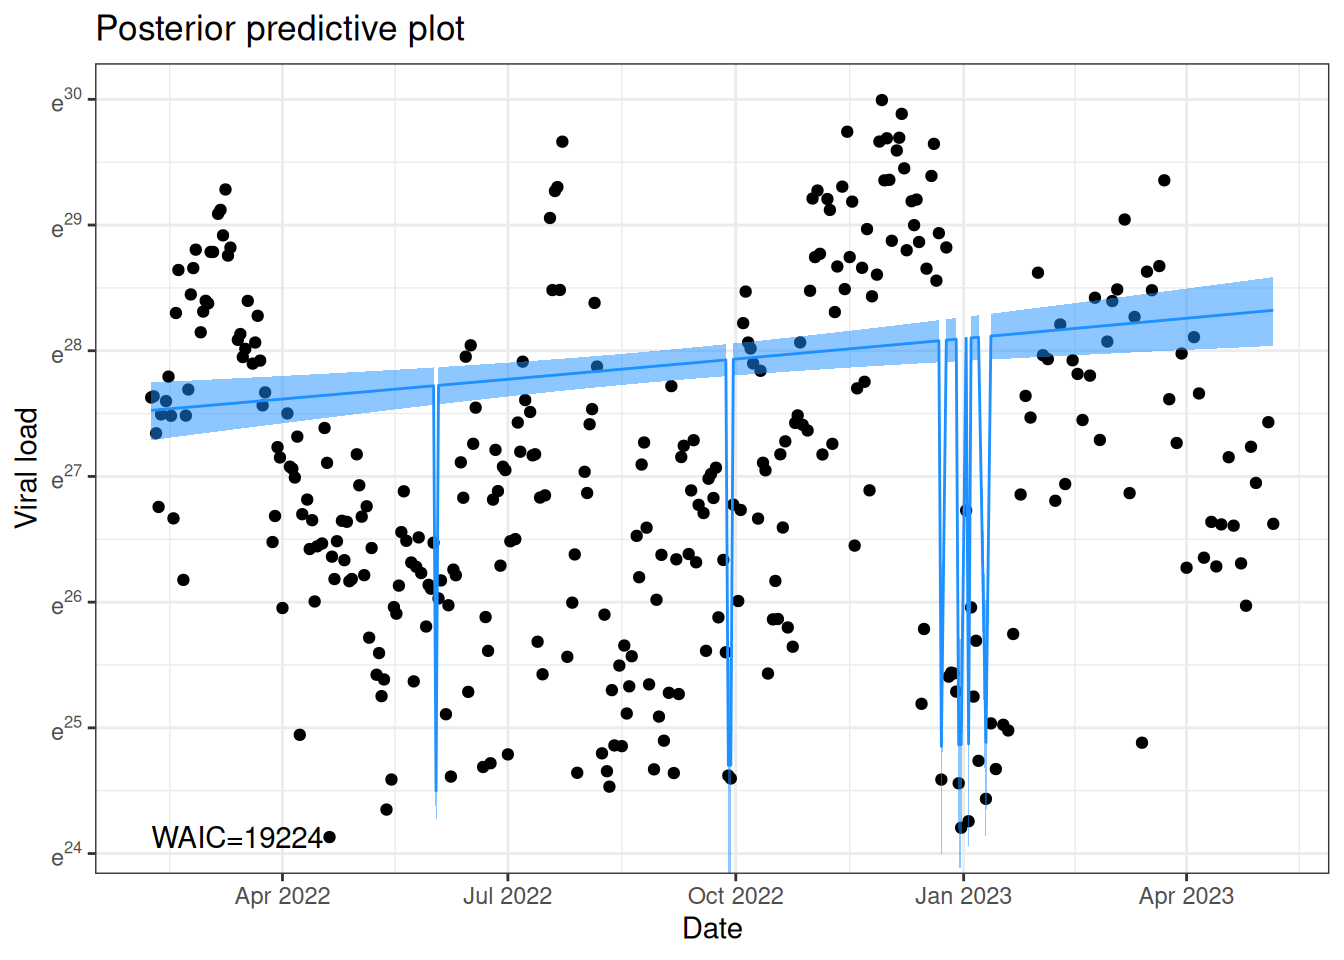 Posterior predictive plot
Viral load
e30
e29
e28
e27
e26
e25
e24
WAIC=19224
Apr 2022 Jul 2022 Oct 2022 Jan 2023 Apr 2023
Date